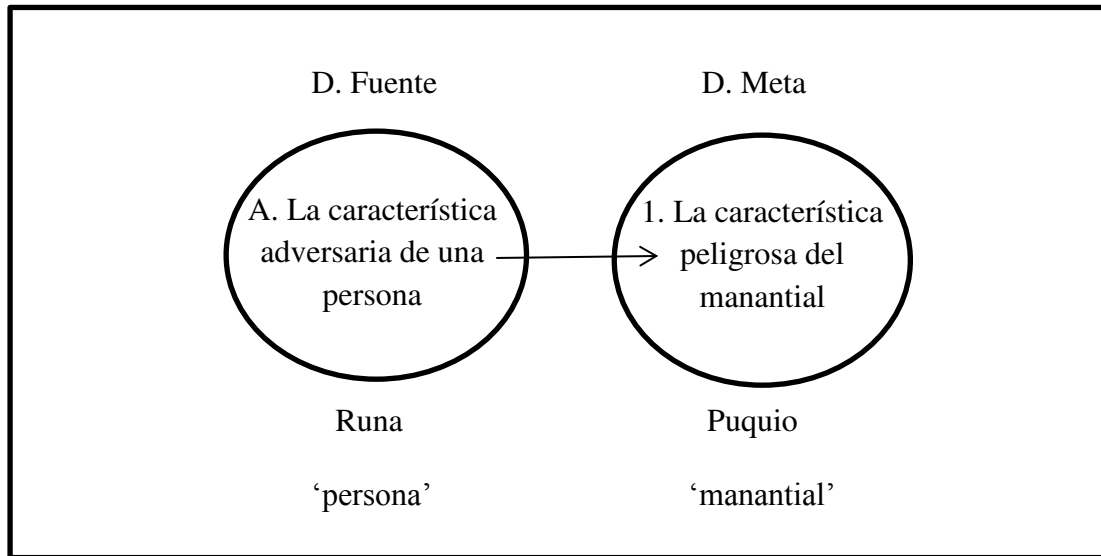 D. Fuente
D. Meta
A. La característica
adversaria de una
persona
1. La característica
peligrosa del
manantial
Runa
Puquio
‘persona’
‘manantial’